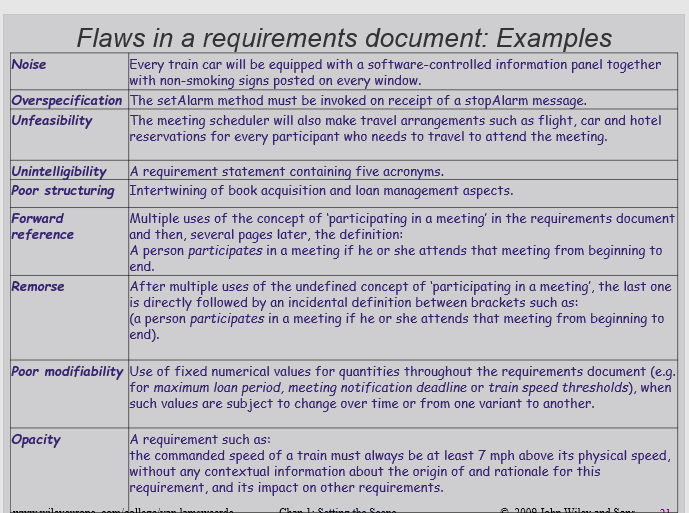 Flaws in a requirements document: Examples
Noise
Every train car will be equipped with a software-controlled information panel together
with non-smoking signs posted on every window.
Overspecification
The setAlarm method must be invoked on receipt of a stopAlarm message.
Unfeasibility
The meeting scheduler will also make travel arrangements such as flight, car and hotel
reservations for every participant who needs to travel to attend the meeting.
Unintelligibility
A requirement statement containing five acronyms.
Poor structuring
Intertwining of book acquisition and loan management aspects.
Forward
reference
Multiple uses of the concept of 'participating in a meeting' in the requirements document
and then, several pages later, the definition:
A person participates in a meeting if he or she attends that meeting from beginning to
end.
Remorse
After multiple uses of the undefined concept of 'participating in a meeting', the last one
is directly followed by an incidental definition between brackets such as:
(a person participates in a meeting if he or she attends that meeting from beginning to
end).
Poor modifiability
Use of fixed numerical values for quantities throughout the requirements document (e.g.
for maximum loan period, meeting notification deadline or train speed thresholds), when
such values are subject to change over time or from one variant to another.
Opacity
A requirement such as:
the commanded speed of a train must always be at least 7 mph above its physical speed,
without any contextual information about the origin of and rationale for this
requirement, and its impact on other requirements.
Chap.1: Setting the Scene © 2009 John Wiley and Sons